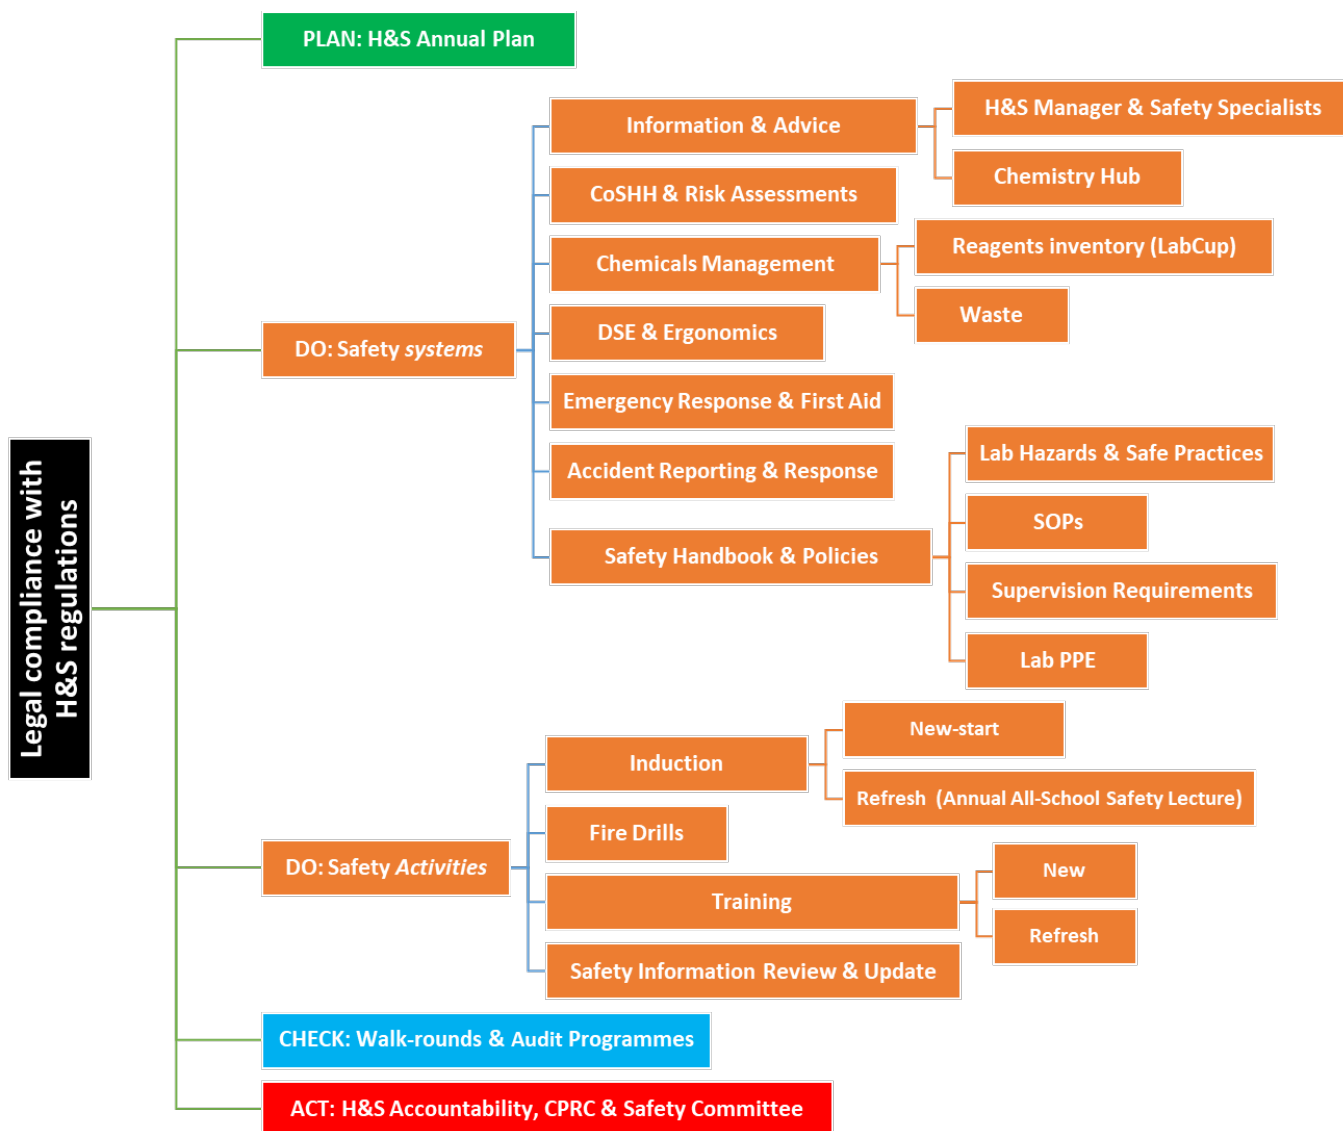 Legal compliance with
H&S regulations
PLAN: H&S Annual Plan
DO: Safety systems
Information & Advice
H&S Manager & Safety Specialists
Chemistry Hub
CoSHH & Risk Assessments
Chemicals Management
Reagents inventory (LabCup)
Waste
DSE & Ergonomics
Emergency Response & First Aid
Accident Reporting & Response
Safety Handbook & Policies
Lab Hazards & Safe Practices
SOPs
Supervision Requirements
Lab PPE
DO: Safety Activities
Induction
New-start
Refresh (Annual All-School Safety Lecture)
Fire Drills
Training
New
Refresh
Safety Information Review & Update
CHECK: Walk-rounds & Audit Programmes
ACT: H&S Accountability, CPRC & Safety Committee